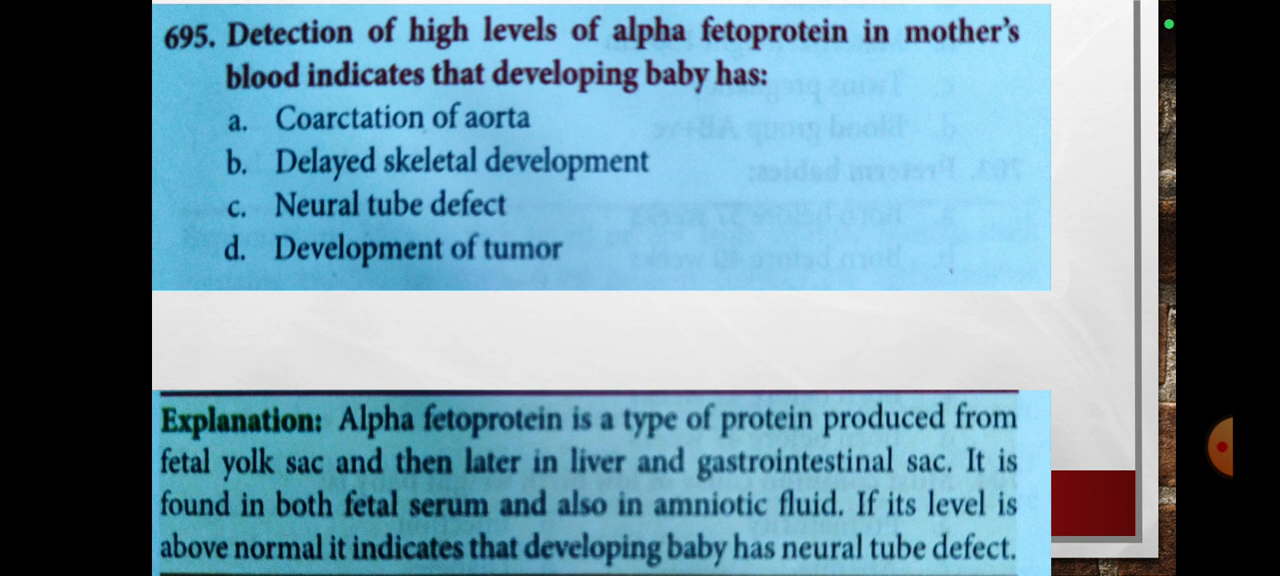 695. Detection of high levels of alpha fetoprotein in mother's
blood indicates that developing baby has:
a. Coarctation of aorta
b. Delayed skeletal development
c. Neural tube defect
d. Development of tumor
Explanation: Alpha fetoprotein is a type of protein produced from
fetal yolk sac and then later in liver and gastrointestinal sac. It is
found in both fetal serum and also in amniotic fluid. If its level is
above normal it indicates that developing baby has neural tube defect.